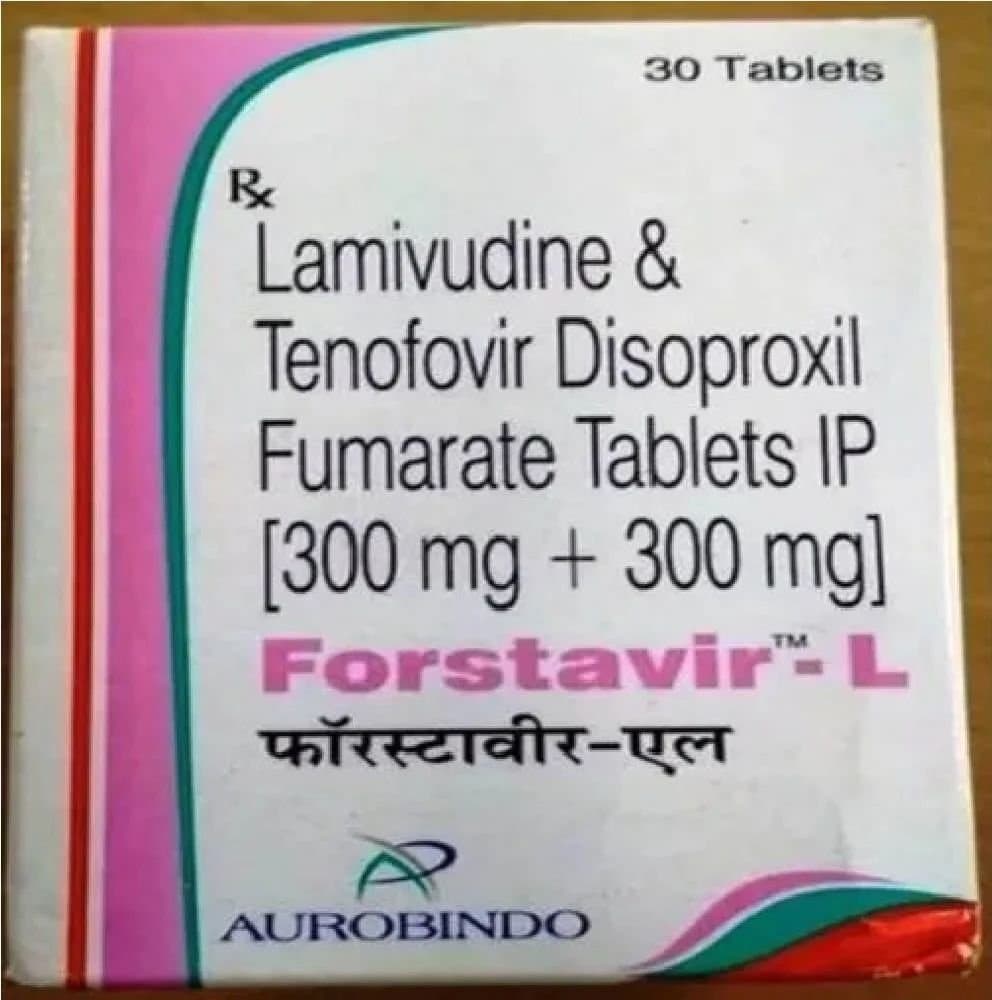 30 Tablets
Rx
Lamivudine &
Tenofovir Disoproxil
Fumarate Tablets IP
[300 mg + 300 mg]
Forstavir™- L
फॉरस्टावीर-एल
AUROBINDO